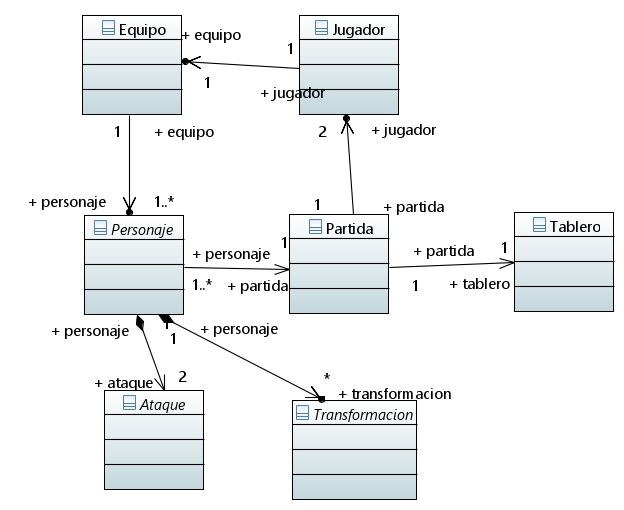 Equipo
+ equipo
1
Jugador
1
+ jugador
1
+ equipo
2
+ jugador
+ personaje
1..*
1
+ partida
Personaje
+ personaje
1
Partida
+ partida
1
Tablero
1..*
+ partida
1
+ tablero
+ personaje
1
+ personaje
+ ataque
2
*
+ transformacion
Ataque
Transformacion